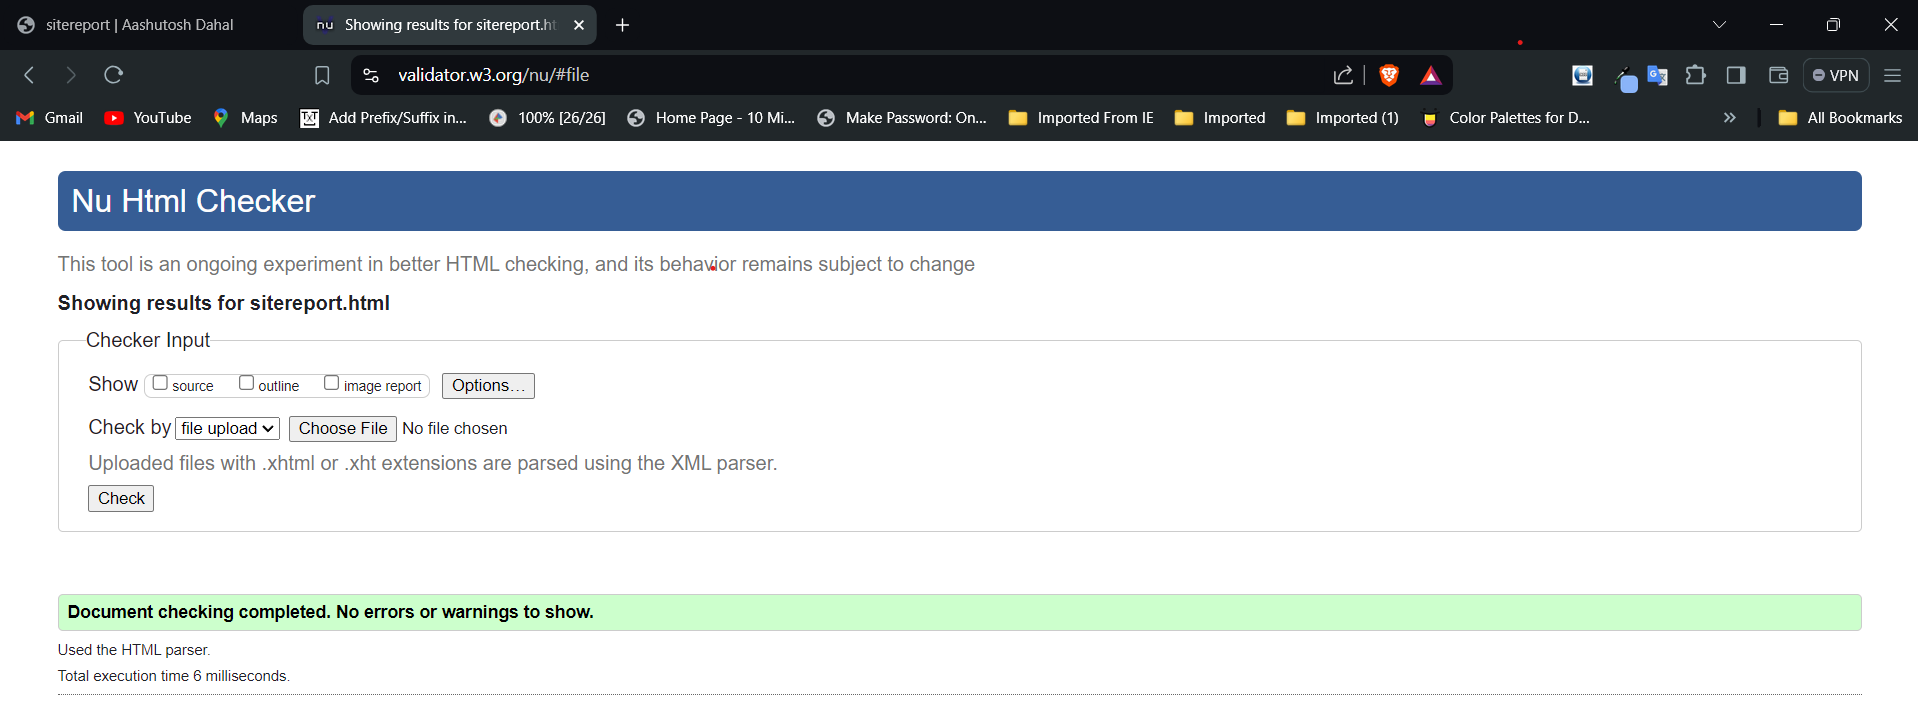 sitereport | Aashutosh Dahal
nu Showing results for sitereport.ht
validator.w3.org/nu/#file
VPN
Gmail YouTube Maps Add Prefix/Suffix in... 100% [26/26] Home Page - 10 Mi... Make Password: On... Imported From IE Imported Imported (1) Color Palettes for D... » All Bookmarks
Nu Html Checker
This tool is an ongoing experiment in better HTML checking, and its behavior remains subject to change
Showing results for sitereport.html
Checker Input
Show source outline image report Options...
Check by file upload Choose File No file chosen
Uploaded files with .xhtml or .xht extensions are parsed using the XML parser.
Check
Document checking completed. No errors or warnings to show.
Used the HTML parser.
Total execution time 6 milliseconds.